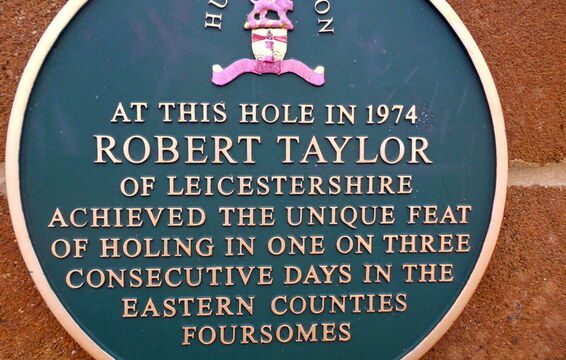 AT THIS HOLE IN 1974
ROBERT TAYLOR
OF LEICESTERSHIRE
ACHIEVED THE UNIQUE FEAT
OF HOLING IN ONE ON THREE
CONSECUTIVE DAYS IN THE
EASTERN COUNTIES
FOURSOMES